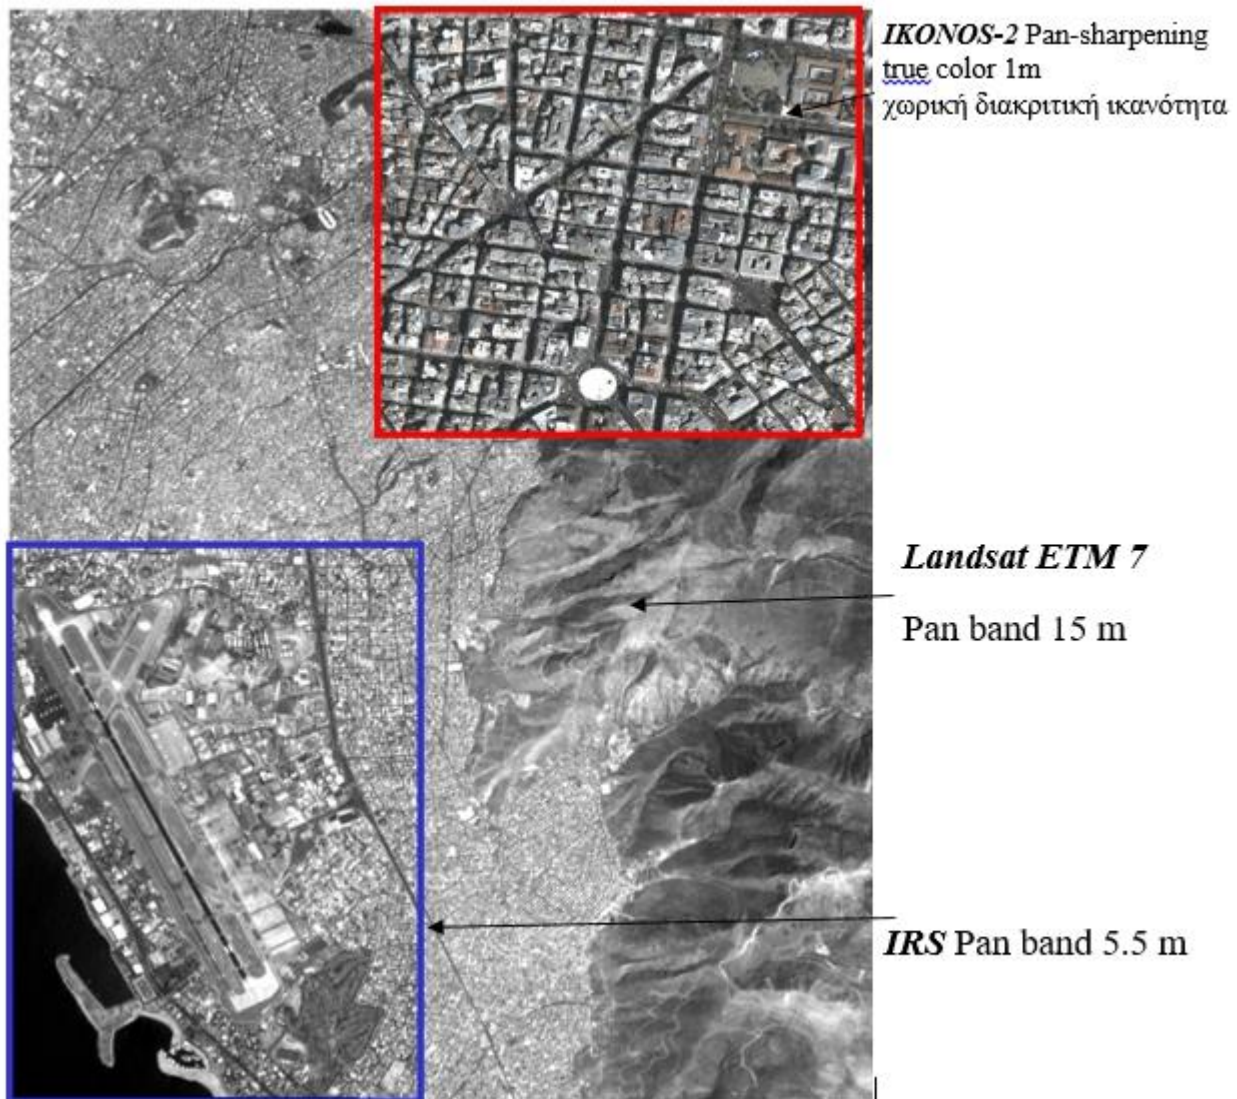 IKONOS-2 Pan-sharpening
true color 1m
χωρική διακριτική ικανότητα
Landsat ETM 7
Pan band 15 m
IRS Pan band 5.5 m